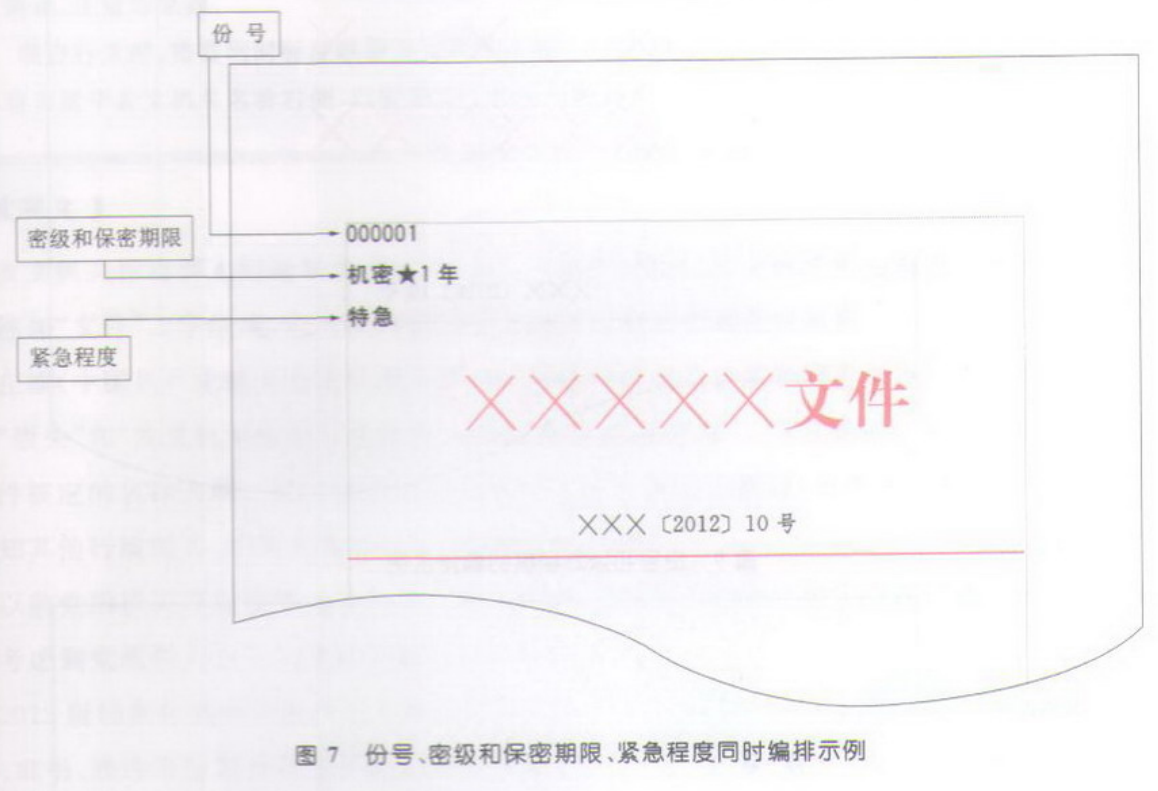 份 号
密级和保密期限
000001
机密★1年
特急
紧急程度
×××××文件
×××〔2012〕10 号
图 7 份号、密级和保密期限、紧急程度同时编排示例